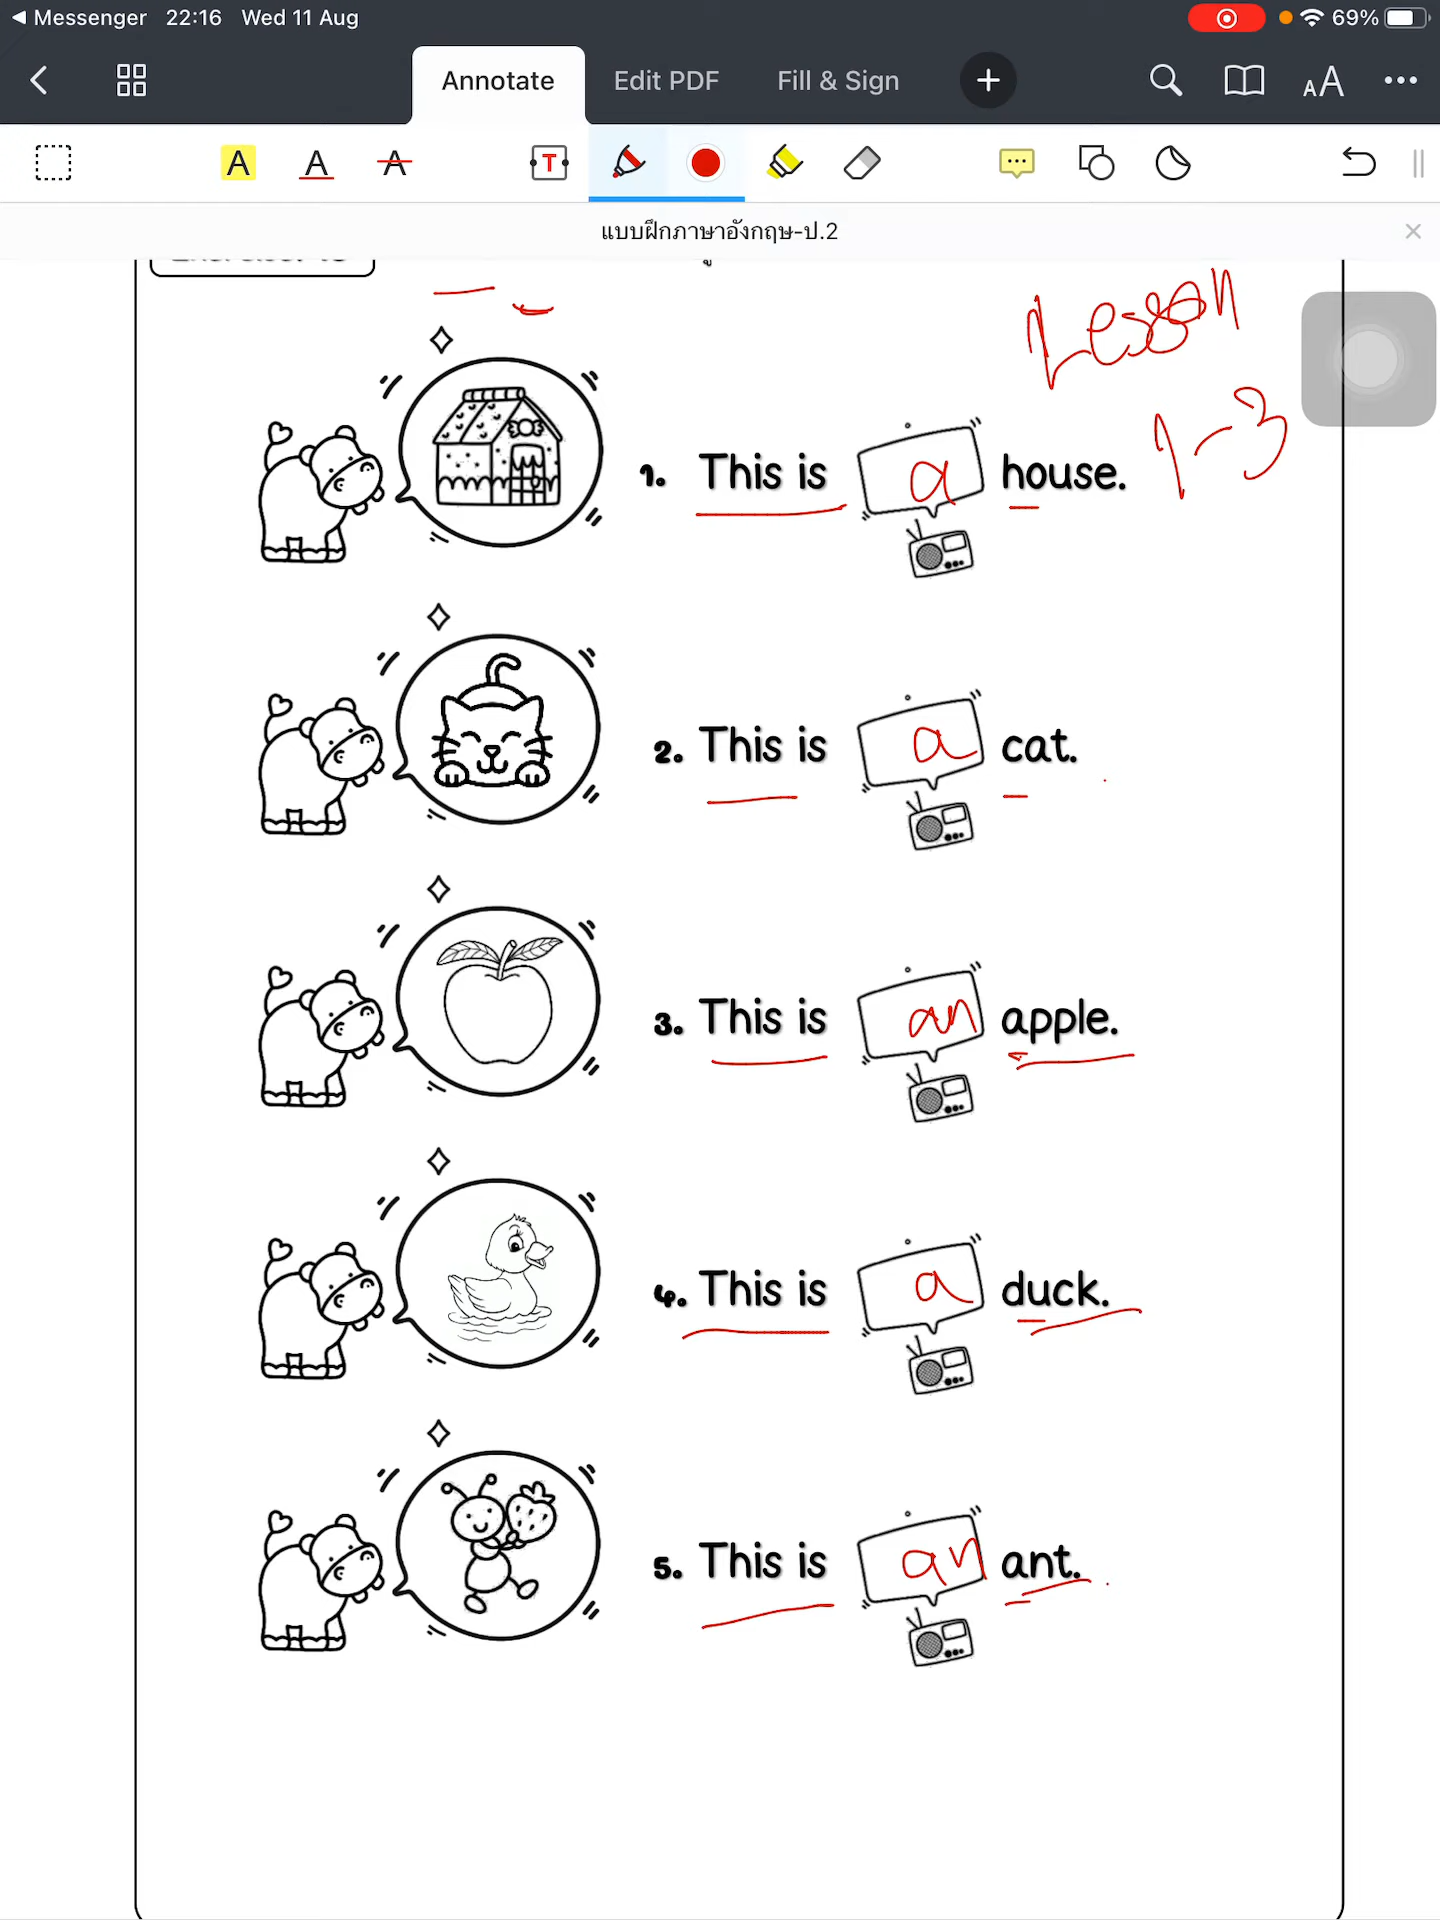 Messenger 22:16 Wed 11 Aug 69%
Annotate Edit PDF Fill & Sign
แบบฝึกภาษาอังกฤษ-ป.2
Lesson
1-3
1. This is a house.
2. This is a cat.
3. This is an apple.
4. This is a duck.
5. This is an ant.